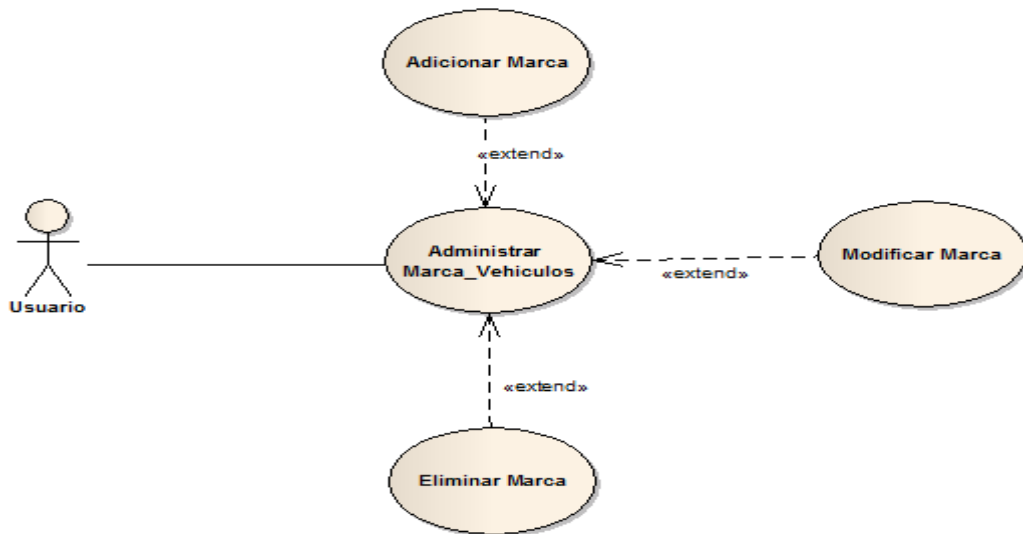 Adicionar Marca
«extend»
Usuario
Administrar
Marca_Vehiculos
«extend»
Modificar Marca
«extend»
Eliminar Marca